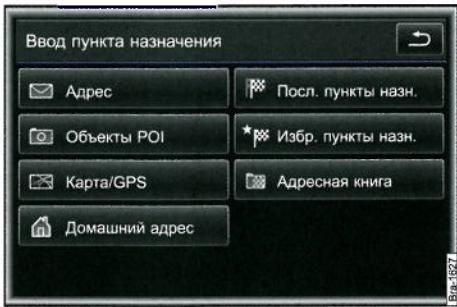 Ввод пункта назначения
Адрес
Посл. пункты назн.
Объекты POI
Избр. пункты назн.
Карта/GPS
Адресная книга
Домашний адрес
Bra-1627